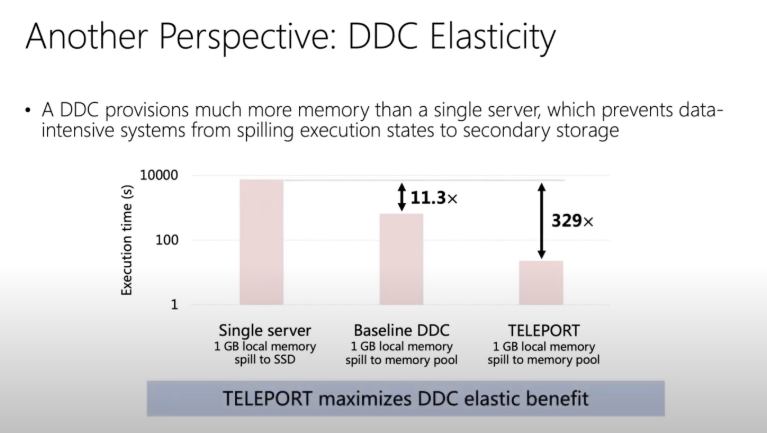 Another Perspective: DDC Elasticity
• A DDC provisions much more memory than a single server, which prevents data-
intensive systems from spilling execution states to secondary storage
Execution time (s)
10000
100
1
11.3×
329×
Single server
1 GB local memory
spill to SSD
Baseline DDC
1 GB local memory
spill to memory pool
TELEPORT
1 GB local memory
spill to memory pool
TELEPORT maximizes DDC elastic benefit